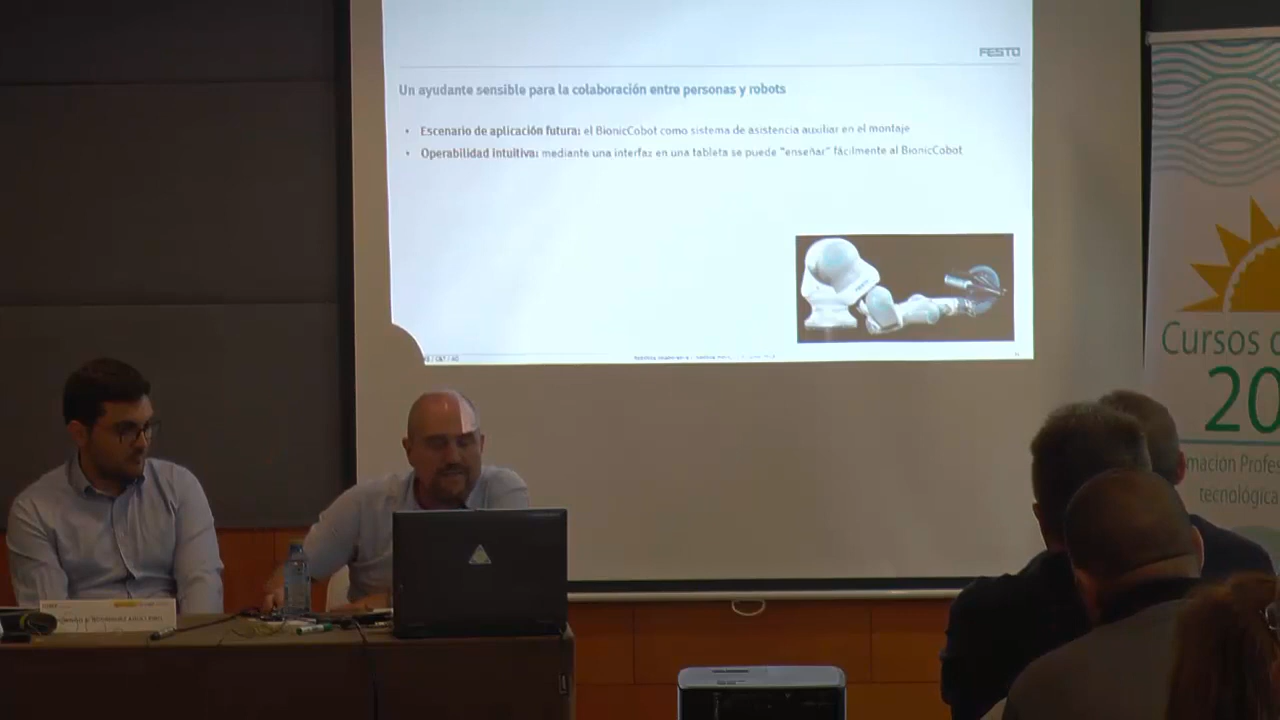 FESTO
Un ayudante sensible para la colaboración entre personas y robots
• Escenario de aplicación futura: el BionicCobot como sistema de asistencia auxiliar en el montaje
• Operabilidad intuitiva: mediante una interfaz en una tableta se puede "enseñar" fácilmente al BionicCobot
Cursos
20
mación Profes
tecnológica